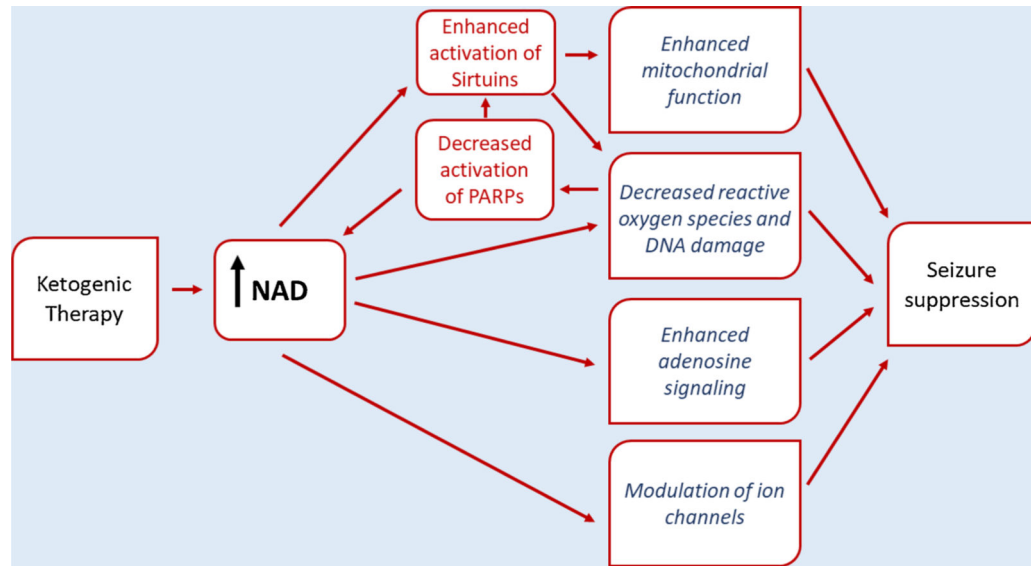 Enhanced
activation of
Sirtuins
Enhanced
mitochondrial
function
Decreased
activation
of PARPs
Decreased reactive
oxygen species and
DNA damage
Ketogenic
Therapy
NAD
Seizure
suppression
Enhanced
adenosine
signaling
Modulation of ion
channels